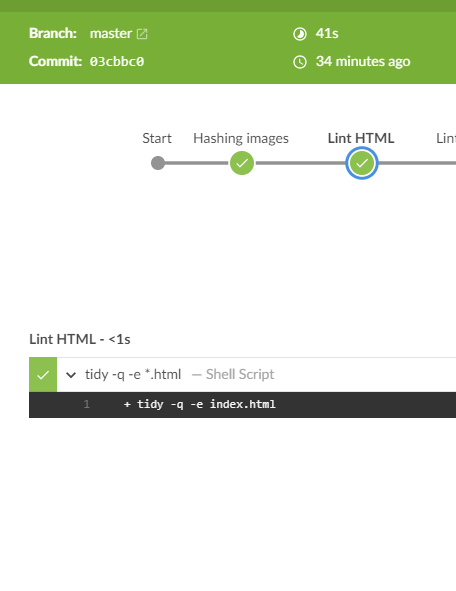 Branch: master
41s
Commit: 03cbbc0
34 minutes ago
Start
Hashing images
Lint HTML
Lint
Lint HTML - <1s
tidy -q -e *.html — Shell Script
1 + tidy -q -e index.html